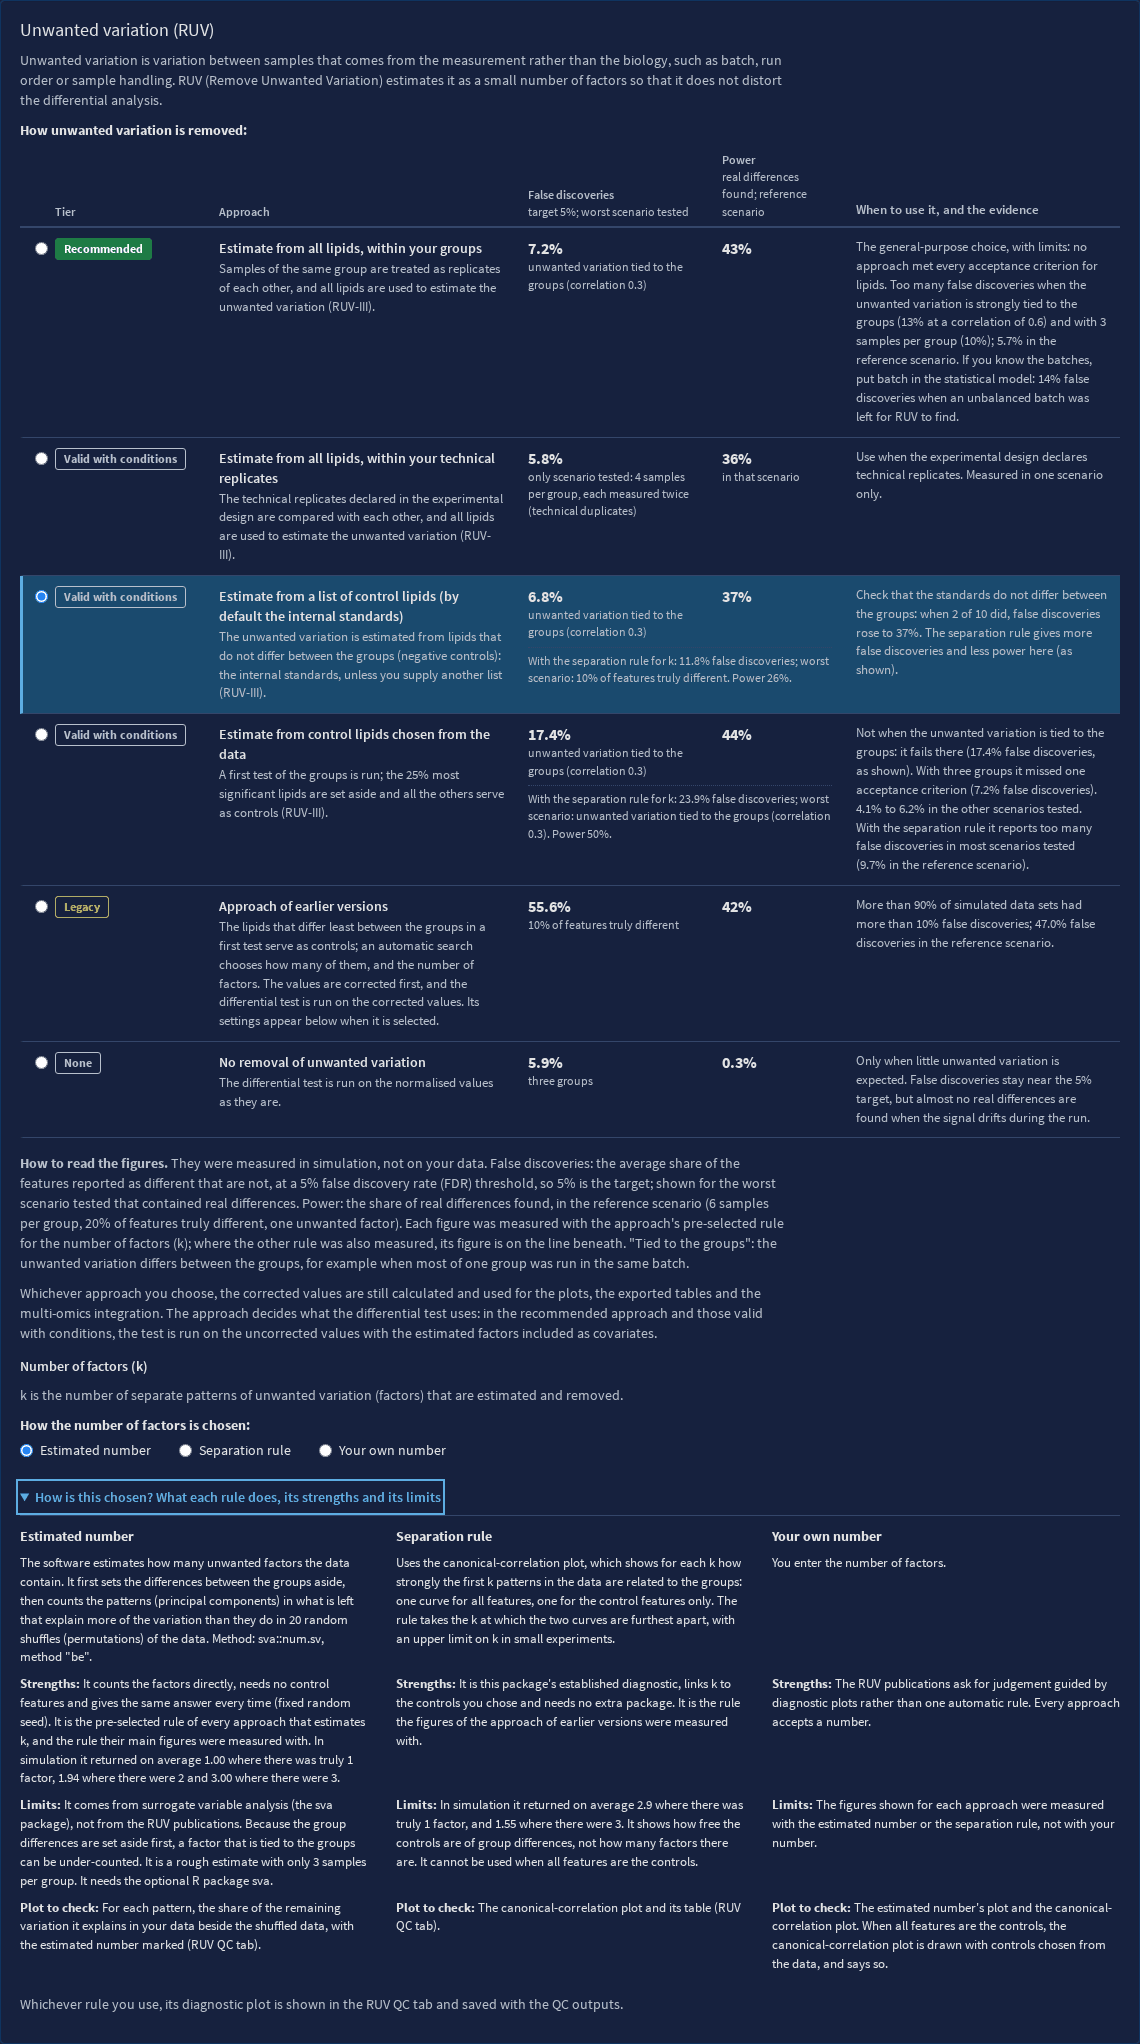 Unwanted variation (RUV)
Unwanted variation is variation between samples that comes from the measurement rather than the biology, such as batch, run
order or sample handling. RUV (Remove Unwanted Variation) estimates it as a small number of factors so that it does not distort
the differential analysis.
How unwanted variation is removed:
Tier
Approach
False discoveries
target 5%; worst scenario tested
Power
real differences
found; reference
scenario
When to use it, and the evidence
Recommended
Estimate from all lipids, within your groups
Samples of the same group are treated as replicates
of each other, and all lipids are used to estimate the
unwanted variation (RUV-III).
7.2%
unwanted variation tied to the
groups (correlation 0.3)
43%
The general-purpose choice, with limits: no
approach met every acceptance criterion for
lipids. Too many false discoveries when the
unwanted variation is strongly tied to the
groups (13% at a correlation of 0.6) and with 3
samples per group (10%); 5.7% in the
reference scenario. If you know the batches,
put batch in the statistical model: 14% false
discoveries when an unbalanced batch was
left for RUV to find.
Valid with conditions
Estimate from all lipids, within your technical
replicates
The technical replicates declared in the experimental
design are compared with each other, and all lipids
are used to estimate the unwanted variation (RUV-
III).
5.8%
only scenario tested: 4 samples
per group, each measured twice
(technical duplicates)
36%
in that scenario
Use when the experimental design declares
technical replicates. Measured in one scenario
only.
Valid with conditions
Estimate from a list of control lipids (by
default the internal standards)
The unwanted variation is estimated from lipids that
do not differ between the groups (negative controls):
the internal standards, unless you supply another list
(RUV-III).
6.8%
unwanted variation tied to the
groups (correlation 0.3)
37%
With the separation rule for k: 11.8% false discoveries; worst
scenario: 10% of features truly different. Power 26%.
Check that the standards do not differ between
the groups: when 2 of 10 did, false discoveries
rose to 37%. The separation rule gives more
false discoveries and less power here (as
shown).
Valid with conditions
Estimate from control lipids chosen from the
data
A first test of the groups is run; the 25% most
significant lipids are set aside and all the others serve
as controls (RUV-III).
17.4%
unwanted variation tied to the
groups (correlation 0.3)
44%
With the separation rule for k: 23.9% false discoveries; worst
scenario: unwanted variation tied to the groups (correlation
0.3). Power 50%.
Not when the unwanted variation is tied to the
groups: it fails there (17.4% false discoveries,
as shown). With three groups it missed one
acceptance criterion (7.2% false discoveries).
4.1% to 6.2% in the other scenarios tested.
With the separation rule it reports too many
false discoveries in most scenarios tested
(9.7% in the reference scenario).
Legacy
Approach of earlier versions
The lipids that differ least between the groups in a
first test serve as controls; an automatic search
chooses how many of them, and the number of
factors. The values are corrected first, and the
differential test is run on the corrected values. Its
settings appear below when it is selected.
55.6%
10% of features truly different
42%
More than 90% of simulated data sets had
more than 10% false discoveries; 47.0% false
discoveries in the reference scenario.
None
No removal of unwanted variation
The differential test is run on the normalised values
as they are.
5.9%
three groups
0.3%
Only when little unwanted variation is
expected. False discoveries stay near the 5%
target, but almost no real differences are
found when the signal drifts during the run.
How to read the figures. They were measured in simulation, not on your data. False discoveries: the average share of the
features reported as different that are not, at a 5% false discovery rate (FDR) threshold, so 5% is the target; shown for the worst
scenario tested that contained real differences. Power: the share of real differences found, in the reference scenario (6 samples
per group, 20% of features truly different, one unwanted factor). Each figure was measured with the approach's pre-selected rule
for the number of factors (k); where the other rule was also measured, its figure is on the line beneath. "Tied to the groups": the
unwanted variation differs between the groups, for example when most of one group was run in the same batch.
Whichever approach you choose, the corrected values are still calculated and used for the plots, the exported tables and the
multi-omics integration. The approach decides what the differential test uses: in the recommended approach and those valid
with conditions, the test is run on the uncorrected values with the estimated factors included as covariates.
Number of factors (k)
k is the number of separate patterns of unwanted variation (factors) that are estimated and removed.
How the number of factors is chosen:
Estimated number
Separation rule
Your own number
▼ How is this chosen? What each rule does, its strengths and its limits
Estimated number
The software estimates how many unwanted factors the data
contain. It first sets the differences between the groups aside,
then counts the patterns (principal components) in what is left
that explain more of the variation than they do in 20 random
shuffles (permutations) of the data. Method: sva::num.sv,
method "be".
Separation rule
Uses the canonical-correlation plot, which shows for each k how
strongly the first k patterns in the data are related to the groups:
one curve for all features, one for the control features only. The
rule takes the k at which the two curves are furthest apart, with
an upper limit on k in small experiments.
Your own number
You enter the number of factors.
Strengths: It counts the factors directly, needs no control
features and gives the same answer every time (fixed random
seed). It is the pre-selected rule of every approach that estimates
k, and the rule their main figures were measured with. In
simulation it returned on average 1.00 where there was truly 1
factor, 1.94 where there were 2 and 3.00 where there were 3.
Strengths: It is this package's established diagnostic, links k to
the controls you chose and needs no extra package. It is the rule
the figures of the approach of earlier versions were measured
with.
Strengths: The RUV publications ask for judgement guided by
diagnostic plots rather than one automatic rule. Every approach
accepts a number.
Limits: It comes from surrogate variable analysis (the sva
package), not from the RUV publications. Because the group
differences are set aside first, a factor that is tied to the groups
can be under-counted. It is a rough estimate with only 3 samples
per group. It needs the optional R package sva.
Limits: In simulation it returned on average 2.9 where there was
truly 1 factor, and 1.55 where there were 3. It shows how free the
controls are of group differences, not how many factors there
are. It cannot be used when all features are the controls.
Limits: The figures shown for each approach were measured
with the estimated number or the separation rule, not with your
number.
Plot to check: For each pattern, the share of the remaining
variation it explains in your data beside the shuffled data, with
the estimated number marked (RUV QC tab).
Plot to check: The canonical-correlation plot and its table (RUV
QC tab).
Plot to check: The estimated number's plot and the canonical-
correlation plot. When all features are the controls, the
canonical-correlation plot is drawn with controls chosen from
the data, and says so.
Whichever rule you use, its diagnostic plot is shown in the RUV QC tab and saved with the QC outputs.